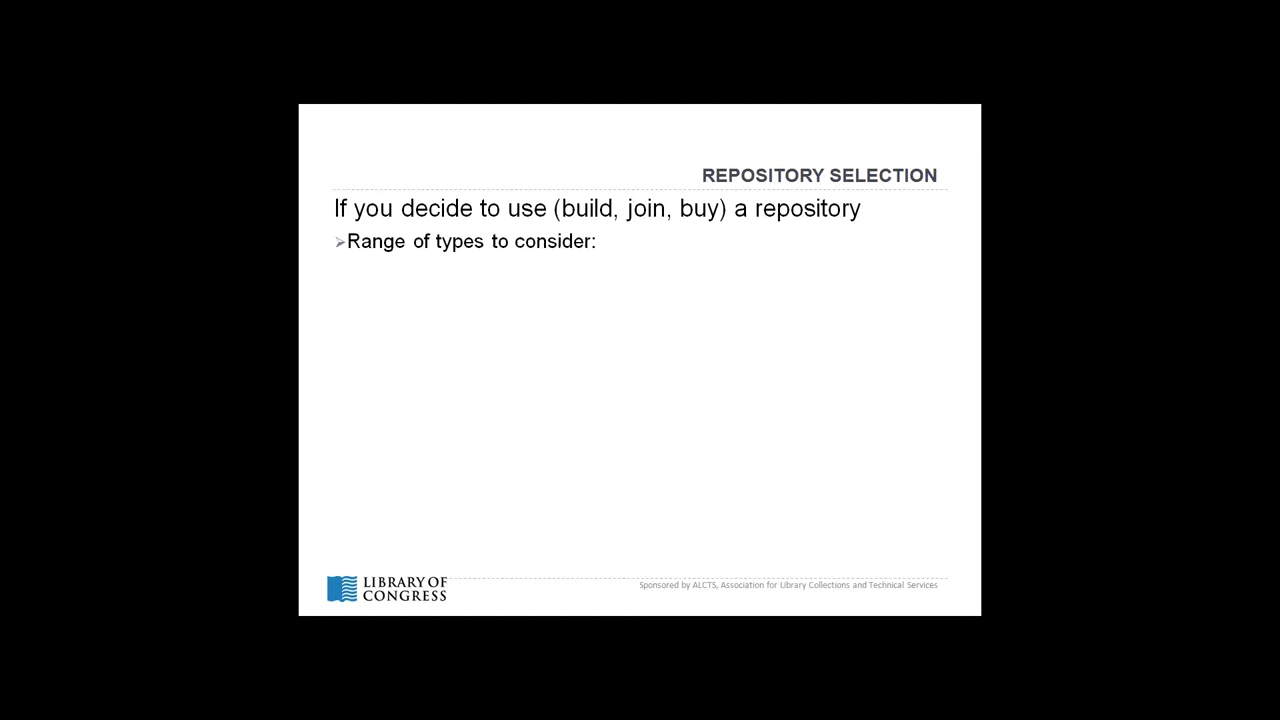 REPOSITORY SELECTION
If you decide to use (build, join, buy) a repository
➢Range of types to consider:
LIBRARY OF
CONGRESS
Sponsored by ALCTS, Association for Library Collections and Technical Services